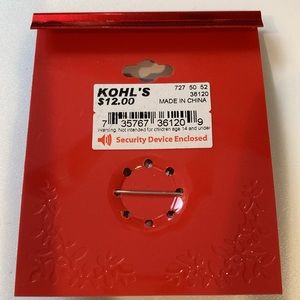 KOHL'S 727 50 52
$12.00 36120
MADE IN CHINA
7 35767 36120 9
Warning. Not intended for children age 14 and under
Security Device Enclosed